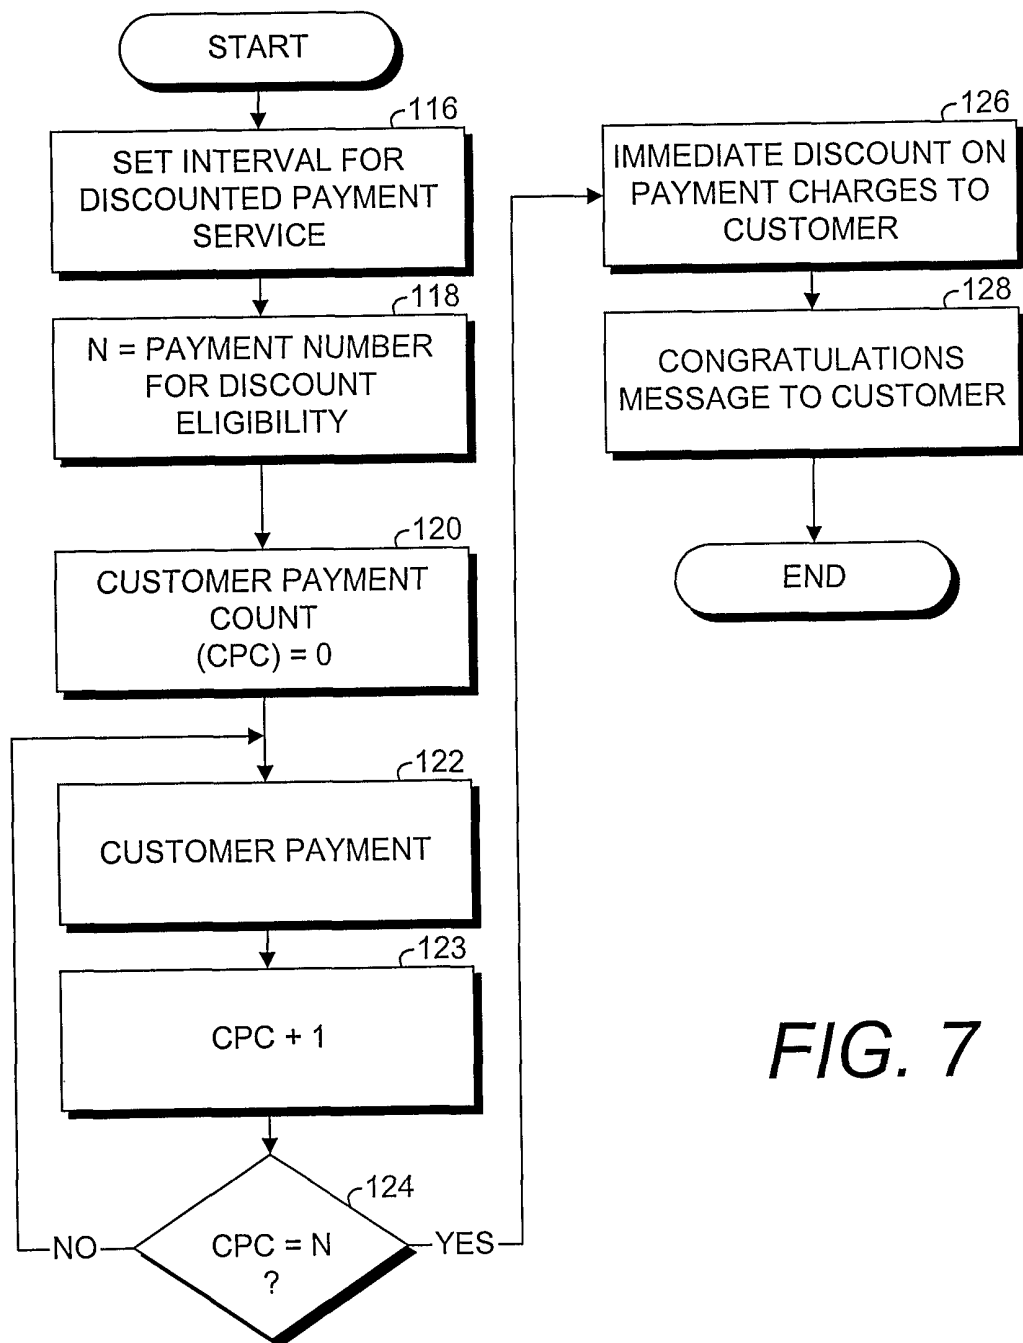 START
116
SET INTERVAL FOR
DISCOUNTED PAYMENT
SERVICE
118
N = PAYMENT NUMBER
FOR DISCOUNT
ELIGIBILITY
120
CUSTOMER PAYMENT
COUNT
(CPC) = 0
122
CUSTOMER PAYMENT
123
CPC + 1
124
CPC = N
?
NO
YES
126
IMMEDIATE DISCOUNT ON
PAYMENT CHARGES TO
CUSTOMER
128
CONGRATULATIONS
MESSAGE TO CUSTOMER
END
FIG. 7